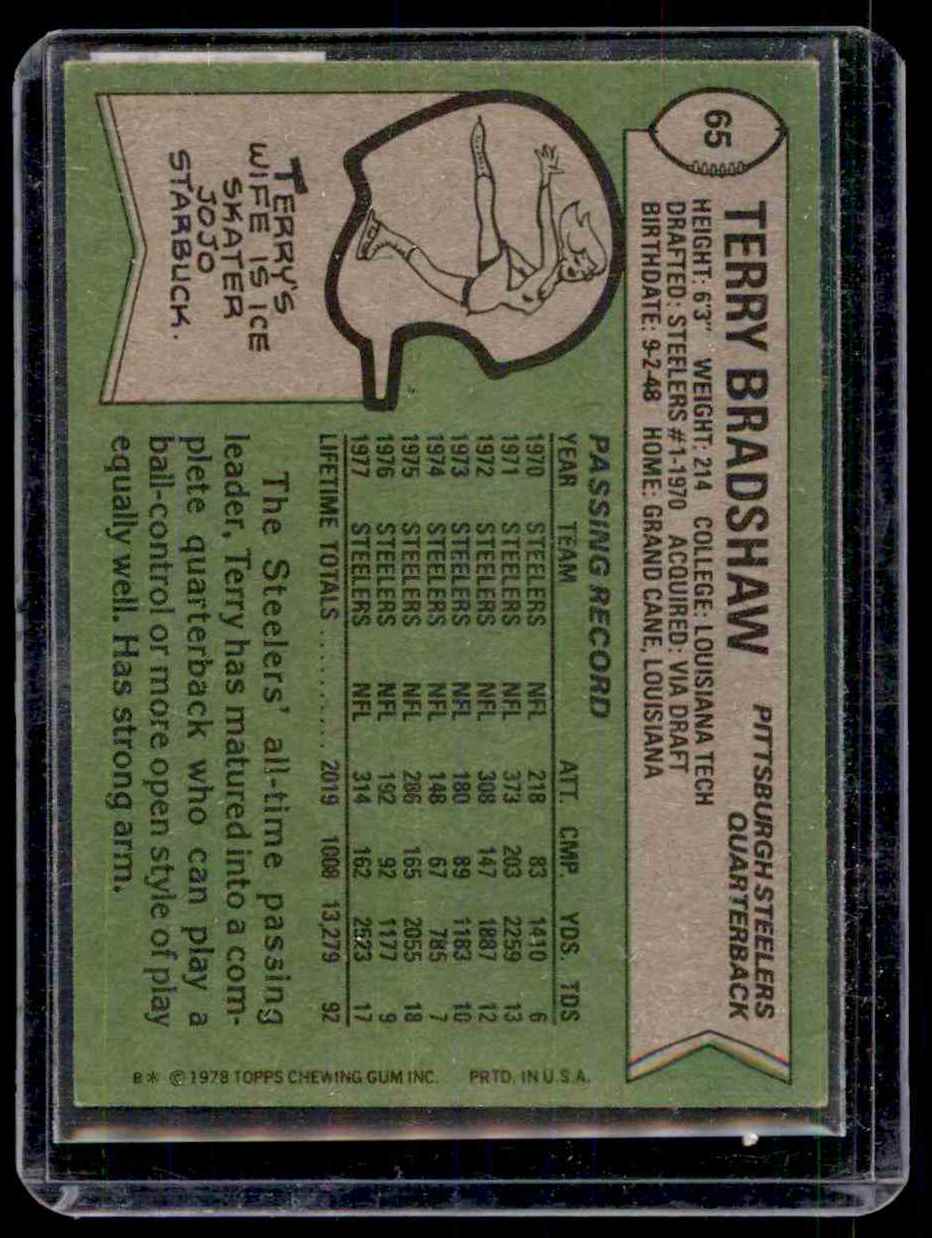 65
TERRY BRADSHAW
PITTSBURGH STEELERS
QUARTERBACK
HEIGHT: 6'3" WEIGHT: 214 COLLEGE: LOUISIANA TECH
DRAFTED: STEELERS #1-1970 ACQUIRED: VIA DRAFT
BIRTHDATE: 9-2-48 HOME: GRAND CANE, LOUISIANA
TERRY'S
WIFE IS ICE
SKATER
JOJO
STARBUCK.
PASSING RECORD
YEAR TEAM ATT. CMP. YDS. TDS
1970 STEELERS NFL 218 83 1410 6
1971 STEELERS NFL 373 203 2259 13
1972 STEELERS NFL 308 147 1887 12
1973 STEELERS NFL 180 89 1183 10
1974 STEELERS NFL 148 67 785 7
1975 STEELERS NFL 286 165 2055 18
1976 STEELERS NFL 192 92 1177 9
1977 STEELERS NFL 314 162 2523 17
LIFETIME TOTALS .......... 2019 1008 13,279 92
The Steelers' all-time passing
leader, Terry has matured into a com-
plete quarterback who can play a
ball-control or more open style of play
equally well. Has strong arm.
B* © 1978 TOPPS CHEWING GUM INC. PRTD. IN U.S.A.